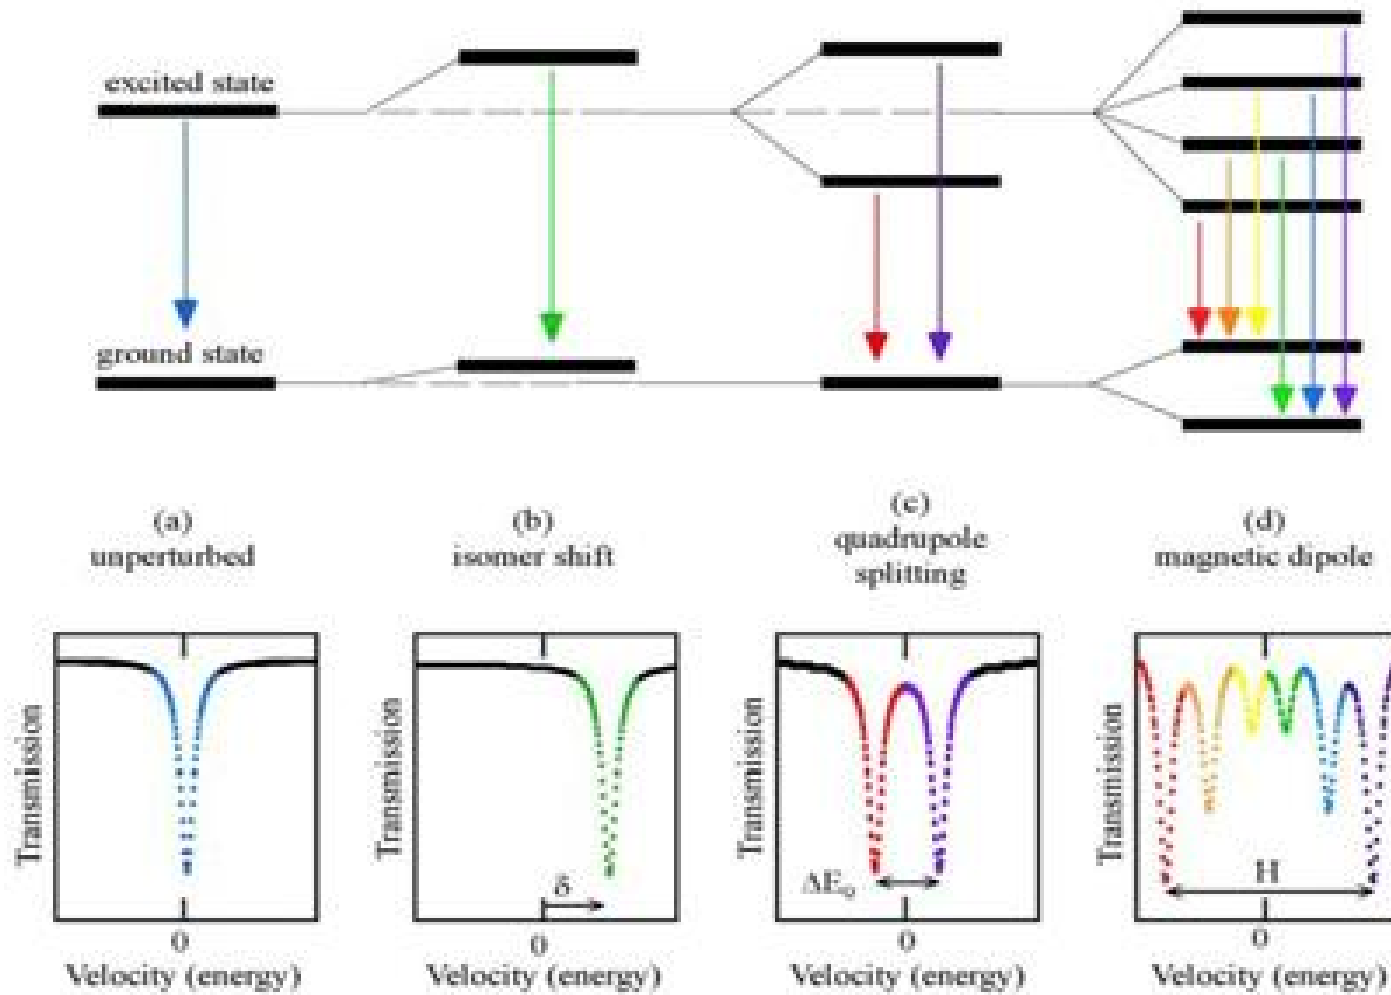 excited state
ground state
(a)
unperturbed
(b)
isomer shift
(c)
quadrupole
splitting
(d)
magnetic dipole
Transmission
0
Velocity (energy)
Transmission
δ
0
Velocity (energy)
Transmission
ΔE_Q
0
Velocity (energy)
Transmission
H
0
Velocity (energy)